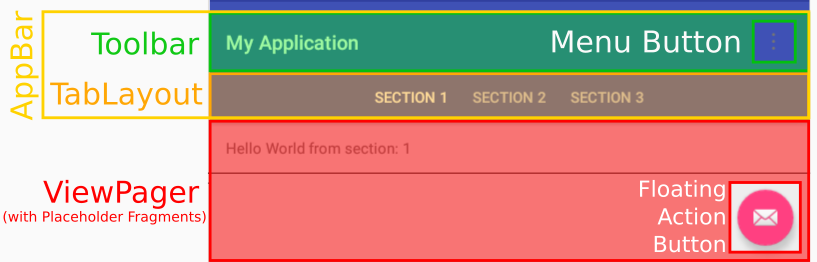 AppBar
Toolbar
My Application
Menu Button
TabLayout
SECTION 1 SECTION 2 SECTION 3
Hello World from section: 1
ViewPager
(with Placeholder Fragments)
Floating
Action
Button